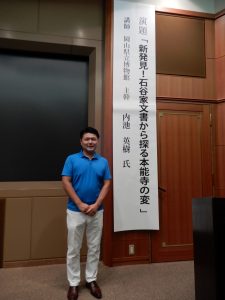 演題「新発見！石谷家文書から探る本能寺の変」
講師 岡山県立博物館 主幹 内池 英樹 氏